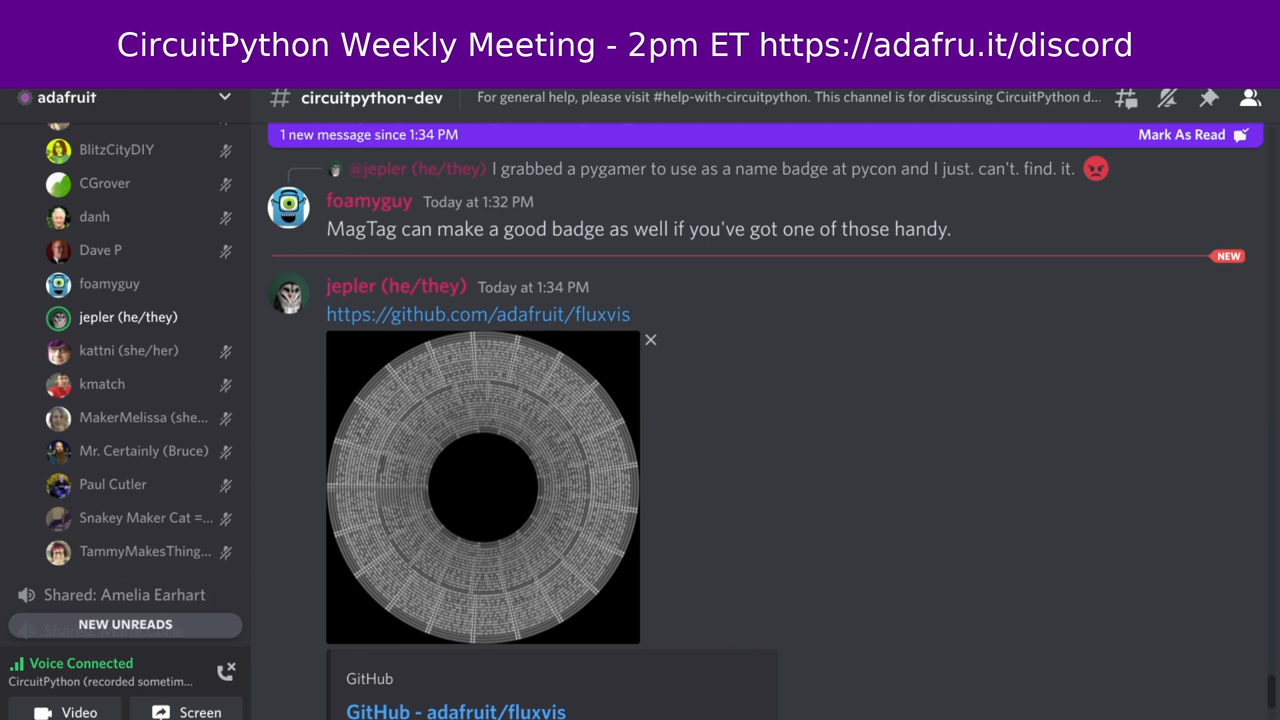 CircuitPython Weekly Meeting - 2pm ET https://adafru.it/discord
adafruit
# circuitpython-dev
For general help, please visit #help-with-circuitpython. This channel is for discussing CircuitPython d...
BlitzCityDIY
CGrover
danh
Dave P
foamyguy
jepler (he/they)
kattni (she/her)
kmatch
MakerMelissa (she...
Mr. Certainly (Bruce)
Paul Cutler
Snakey Maker Cat =...
TammyMakesThing...
Shared: Amelia Earhart
NEW UNREADS
Voice Connected
CircuitPython (recorded sometim...
Video
Screen
1 new message since 1:34 PM
Mark As Read
@jepler (he/they) I grabbed a pygamer to use as a name badge at pycon and I just. can't. find. it.
foamyguy Today at 1:32 PM
MagTag can make a good badge as well if you've got one of those handy.
NEW
jepler (he/they) Today at 1:34 PM
https://github.com/adafruit/fluxvis
GitHub
GitHub - adafruit/fluxvis